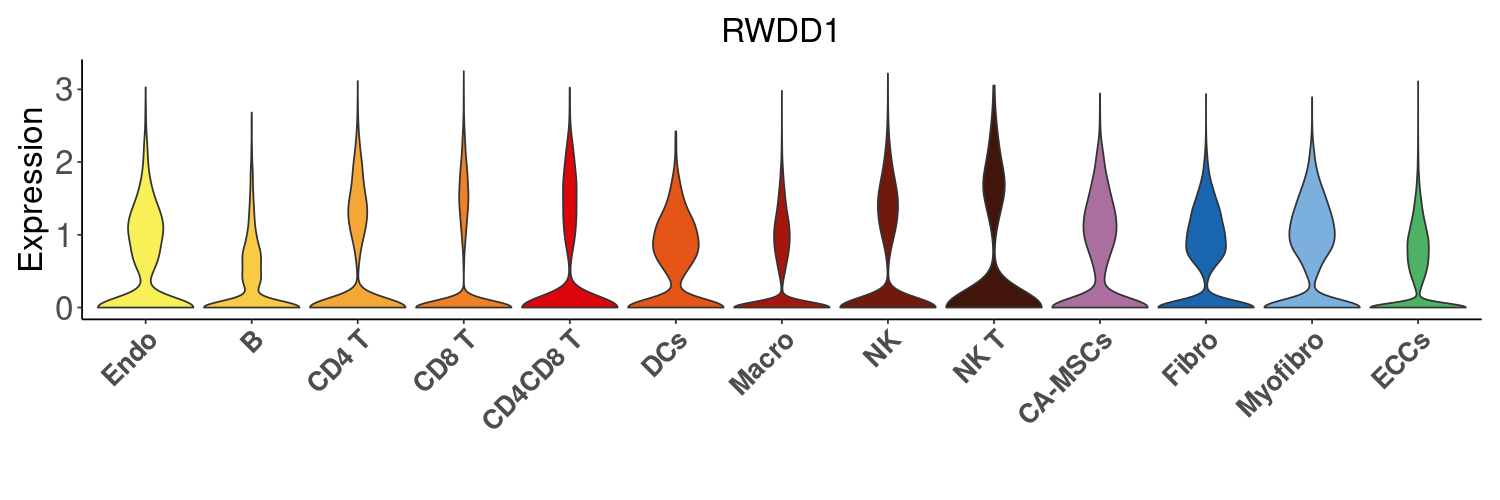 RWDD1
Expression
3
2
1
0
Endo
B
CD4 T
CD8 T
CD4CD8 T
DCs
Macro
NK
NK T
CA-MSCs
Fibro
Myofibro
ECCs